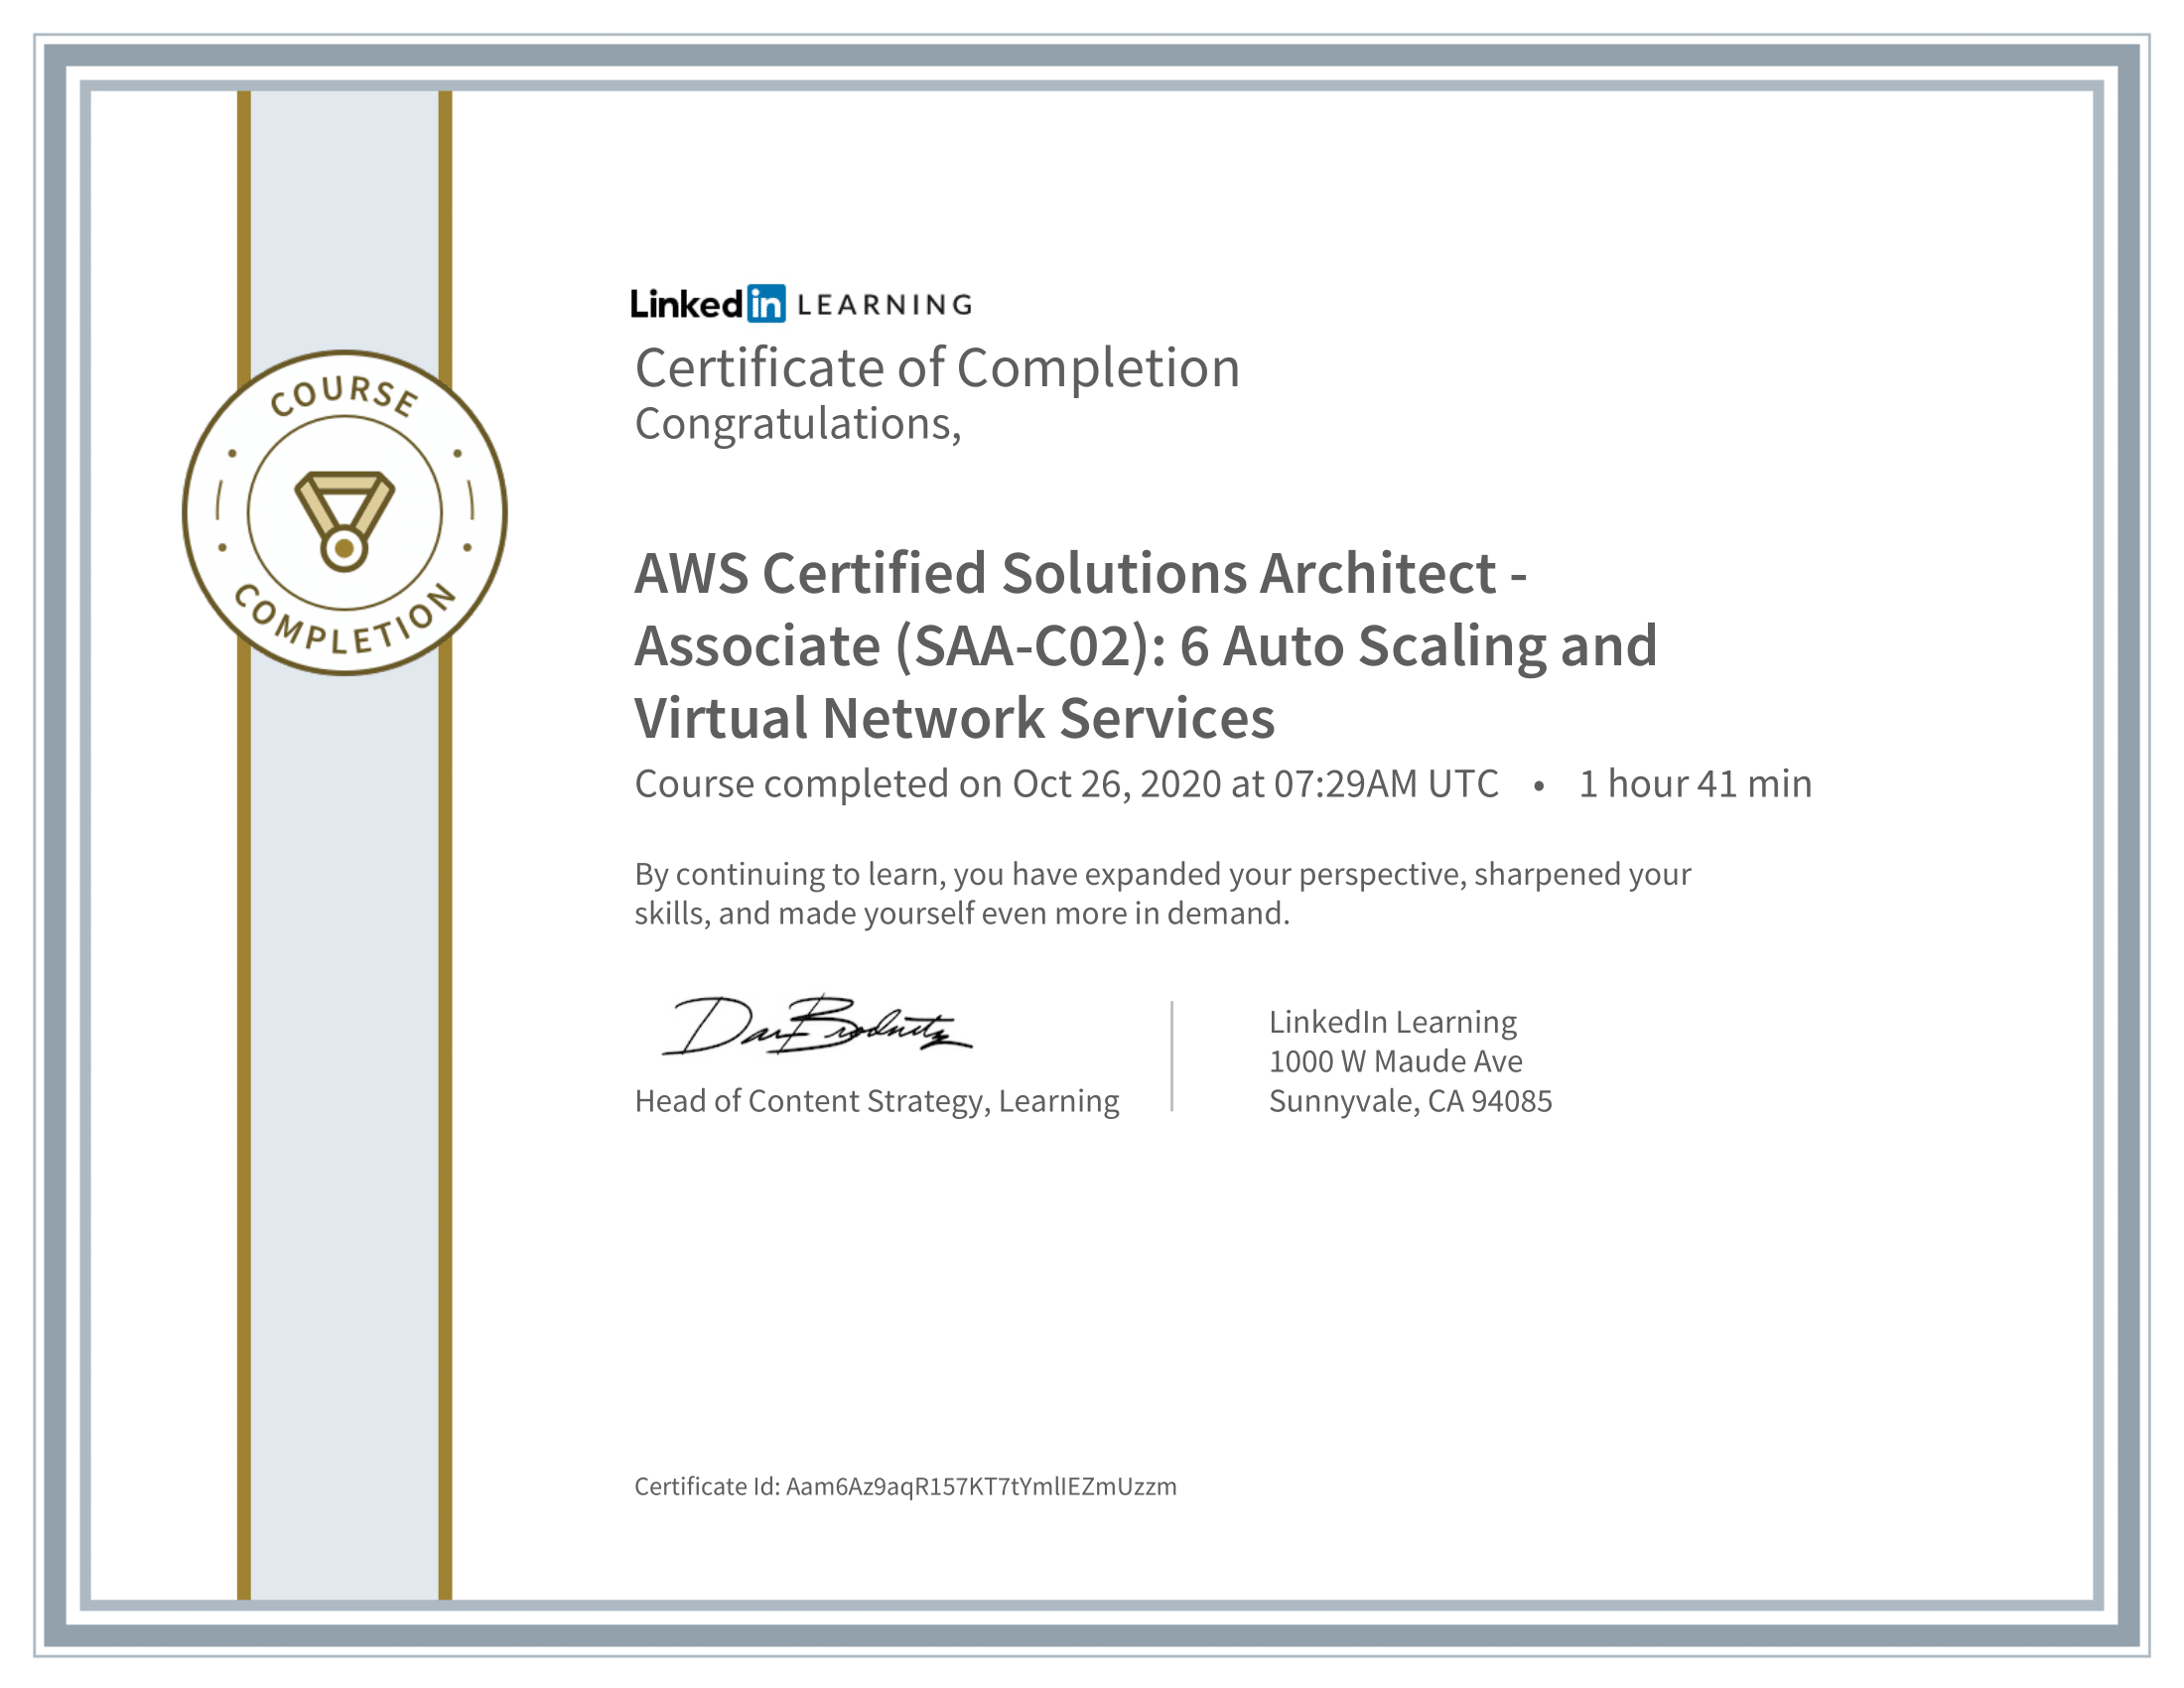 COURSE
COMPLETION
Linked in LEARNING
Certificate of Completion
Congratulations,
AWS Certified Solutions Architect -
Associate (SAA-C02): 6 Auto Scaling and
Virtual Network Services
Course completed on Oct 26, 2020 at 07:29AM UTC • 1 hour 41 min
By continuing to learn, you have expanded your perspective, sharpened your
skills, and made yourself even more in demand.
Head of Content Strategy, Learning
LinkedIn Learning
1000 W Maude Ave
Sunnyvale, CA 94085
Certificate Id: Aam6Az9aqR157KT7tYmlIEZmUzzm